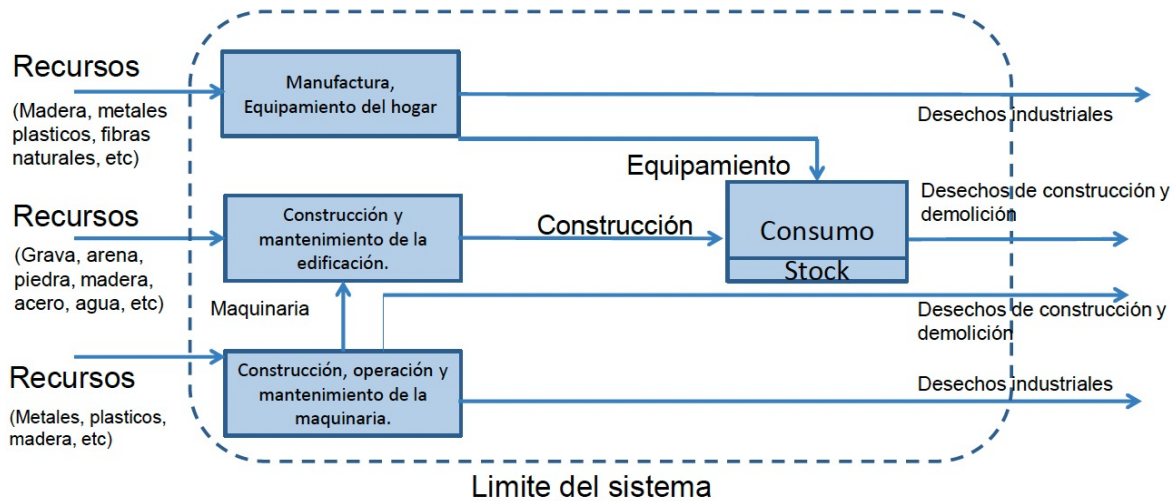 Recursos
(Madera, metales
plasticos, fibras
naturales, etc)
Manufactura,
Equipamiento del hogar
Desechos industriales
Equipamiento
Recursos
(Grava, arena,
piedra, madera,
acero, agua, etc)
Construcción y
mantenimiento de la
edificación.
Construcción
Consumo
Stock
Desechos de construcción y
demolición
Maquinaria
Desechos de construcción y
demolición
Recursos
(Metales, plasticos,
madera, etc)
Construcción, operación y
mantenimiento de la
maquinaria.
Desechos industriales
Limite del sistema